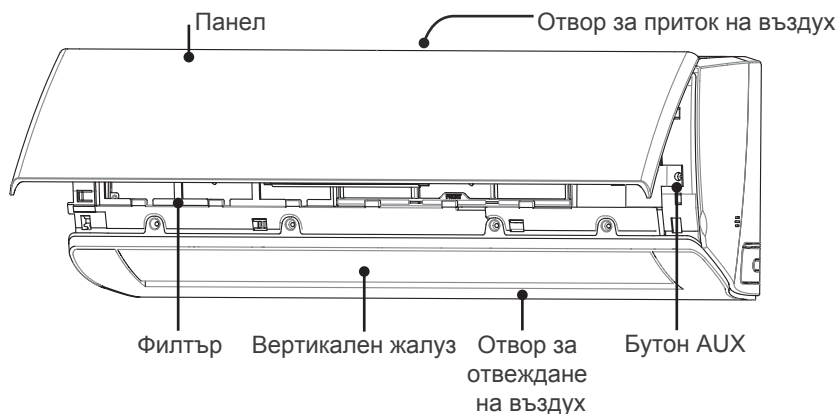 Панел
Отвор за приток на въздух
Филтър
Вертикален жалуз
Отвор за
отвеждане
на въздух
Бутон AUX